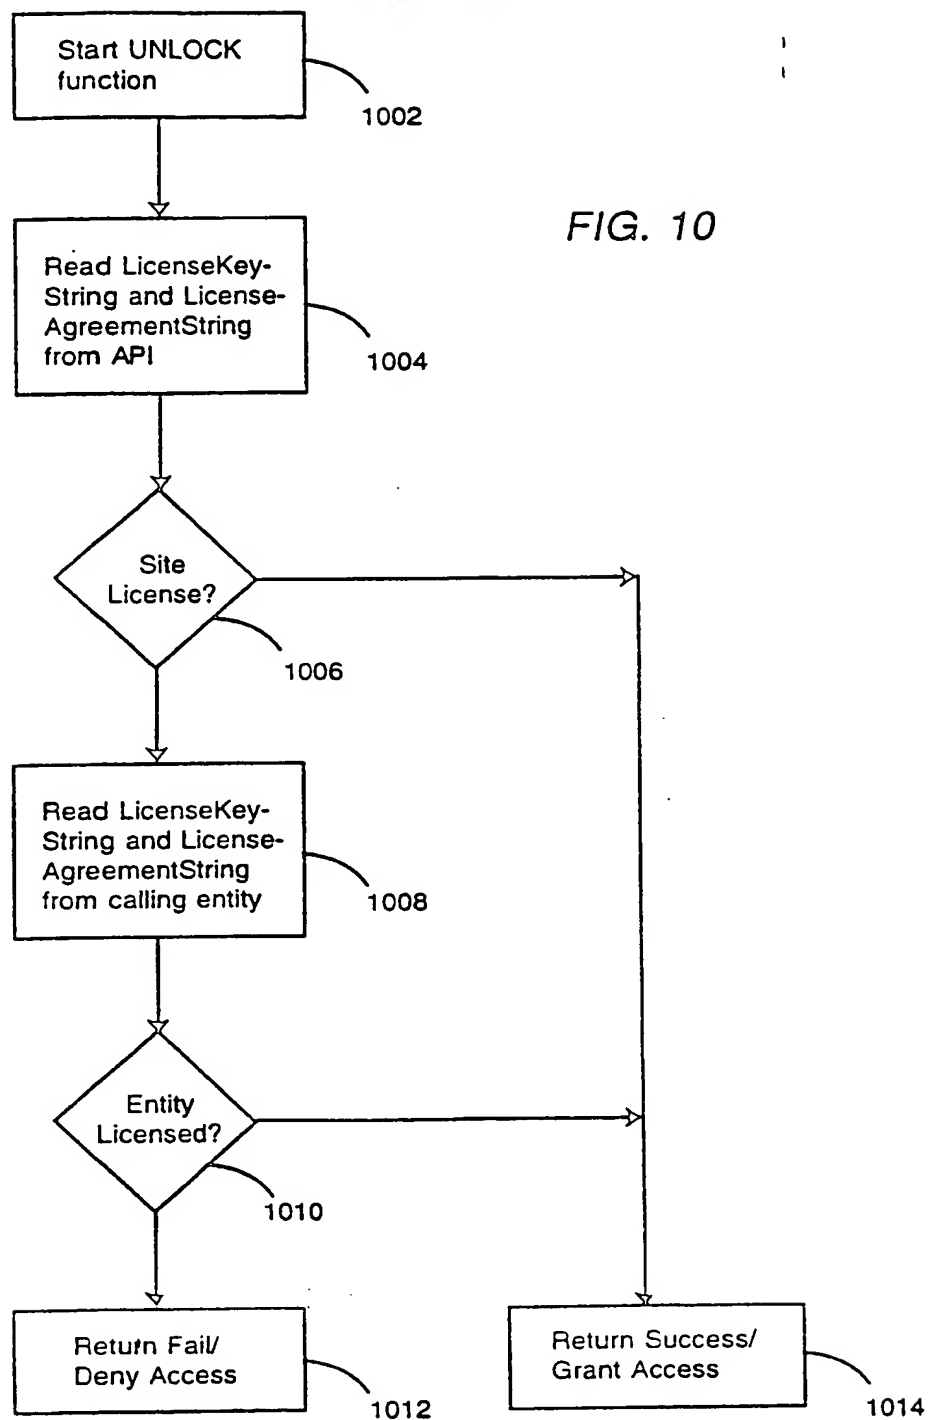 Start UNLOCK
function
1002
FIG. 10
Read LicenseKey-
String and License-
AgreementString
from API
1004
Site
License?
1006
Read LicenseKey-
String and License-
AgreementString
from calling entity
1008
Entity
Licensed?
1010
Return Fail/
Deny Access
1012
Return Success/
Grant Access
1014